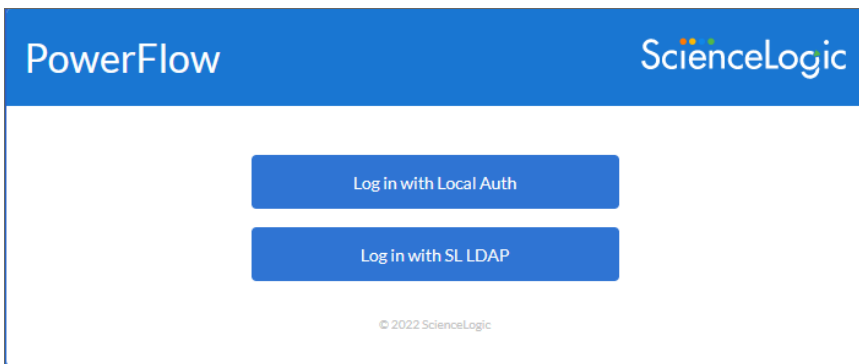 PowerFlow
ScienceLogic
Log in with Local Auth
Log in with SL LDAP
© 2022 ScienceLogic